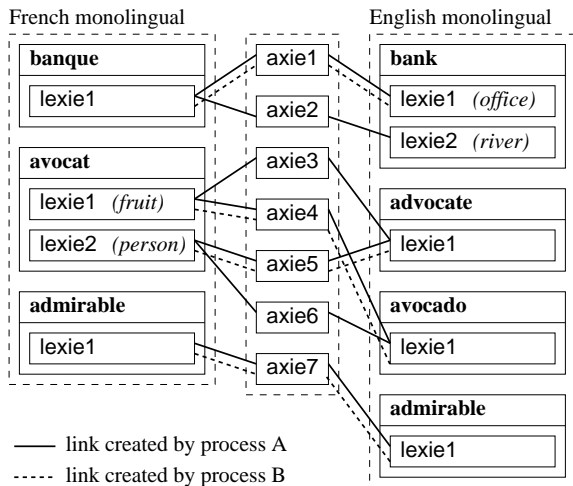 French monolingual
English monolingual
banque
lexie1
avocat
lexie1 (fruit)
lexie2 (person)
admirable
lexie1
axie1
axie2
axie3
axie4
axie5
axie6
axie7
bank
lexie1 (office)
lexie2 (river)
advocate
lexie1
avocado
lexie1
admirable
lexie1
link created by process A
link created by process B